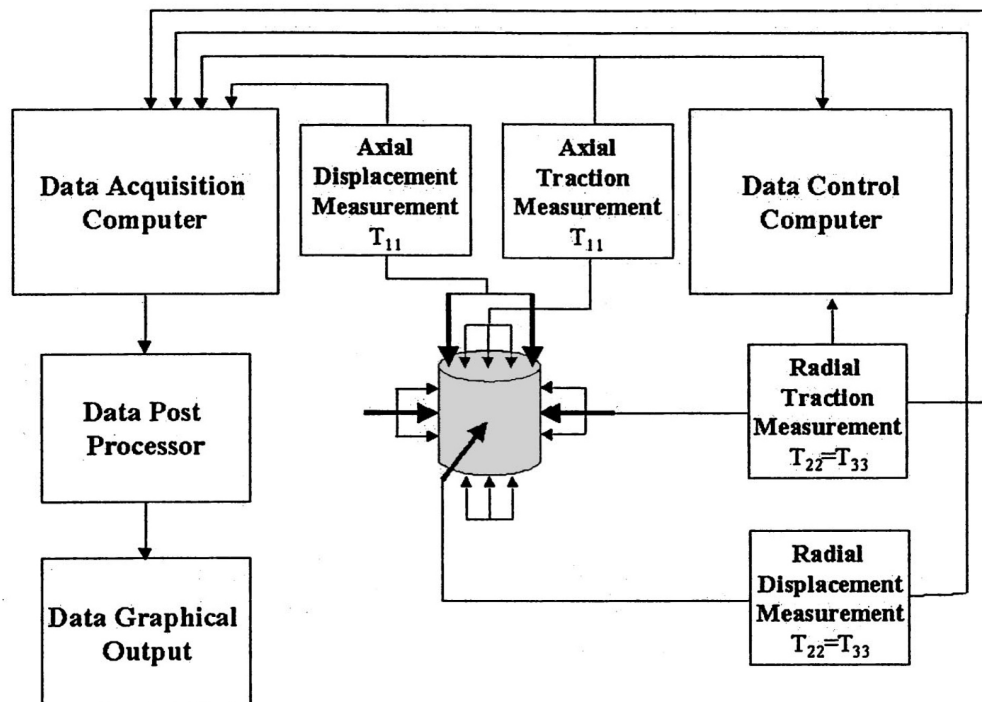 Data Acquisition
Computer
Axial
Displacement
Measurement
T₁₁
Axial
Traction
Measurement
T₁₁
Data Control
Computer
Data Post
Processor
Radial
Traction
Measurement
T₂₂=T₃₃
Data Graphical
Output
Radial
Displacement
Measurement
T₂₂=T₃₃